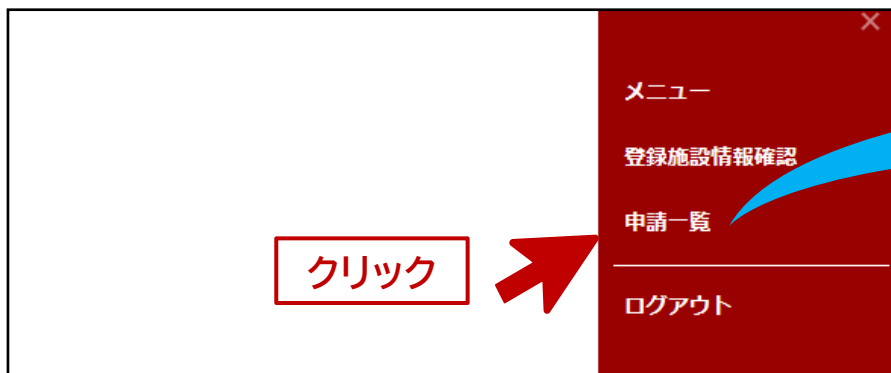 メニュー
登録施設情報確認
申請一覧
クリック
ログアウト